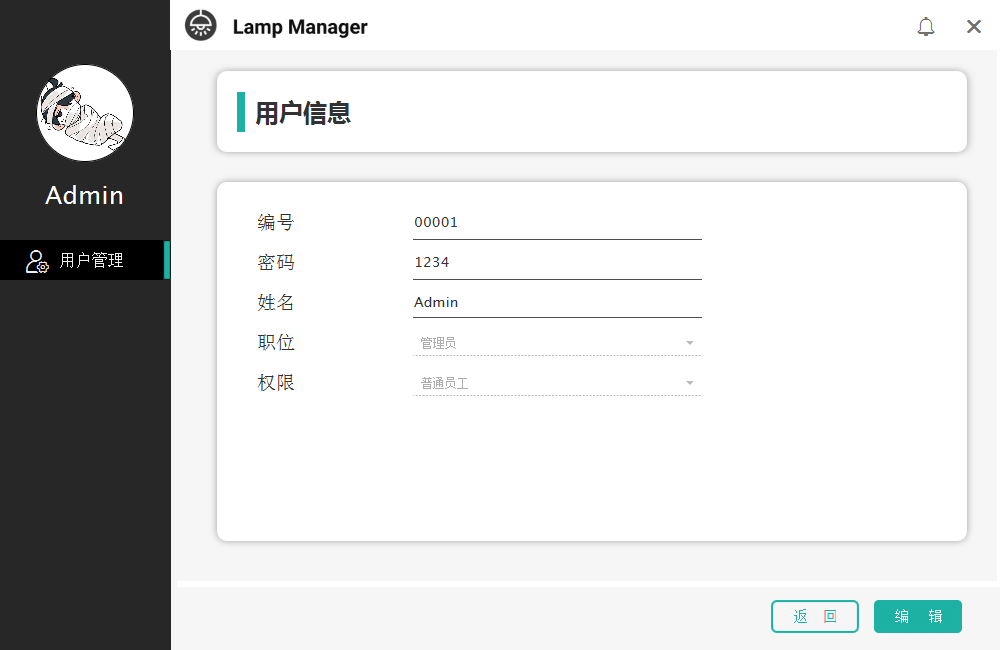 Lamp Manager
Admin
用户管理
用户信息
编号 00001
密码 1234
姓名 Admin
职位 管理员
权限 普通员工
返 回 编 辑